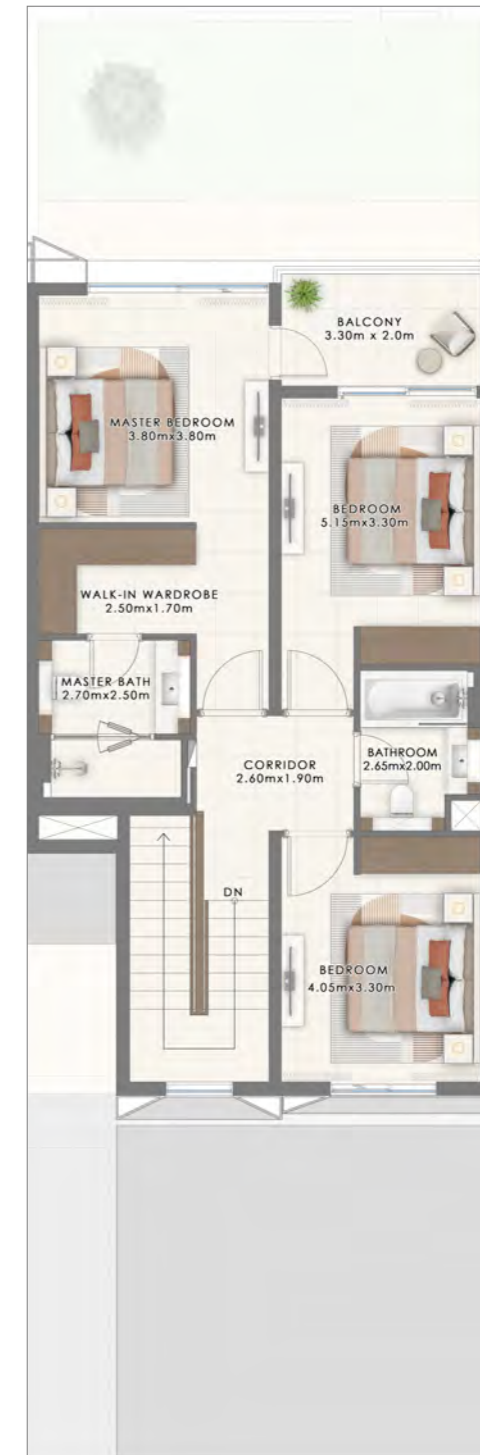 BALCONY
3.30m x 2.0m
MASTER BEDROOM
3.80mx3.80m
BEDROOM
5.15mx3.30m
WALK-IN WARDROBE
2.50mx1.70m
MASTER BATH
2.70mx2.50m
BATHROOM
2.65mx2.00m
CORRIDOR
2.60mx1.90m
DN
BEDROOM
4.05mx3.30m